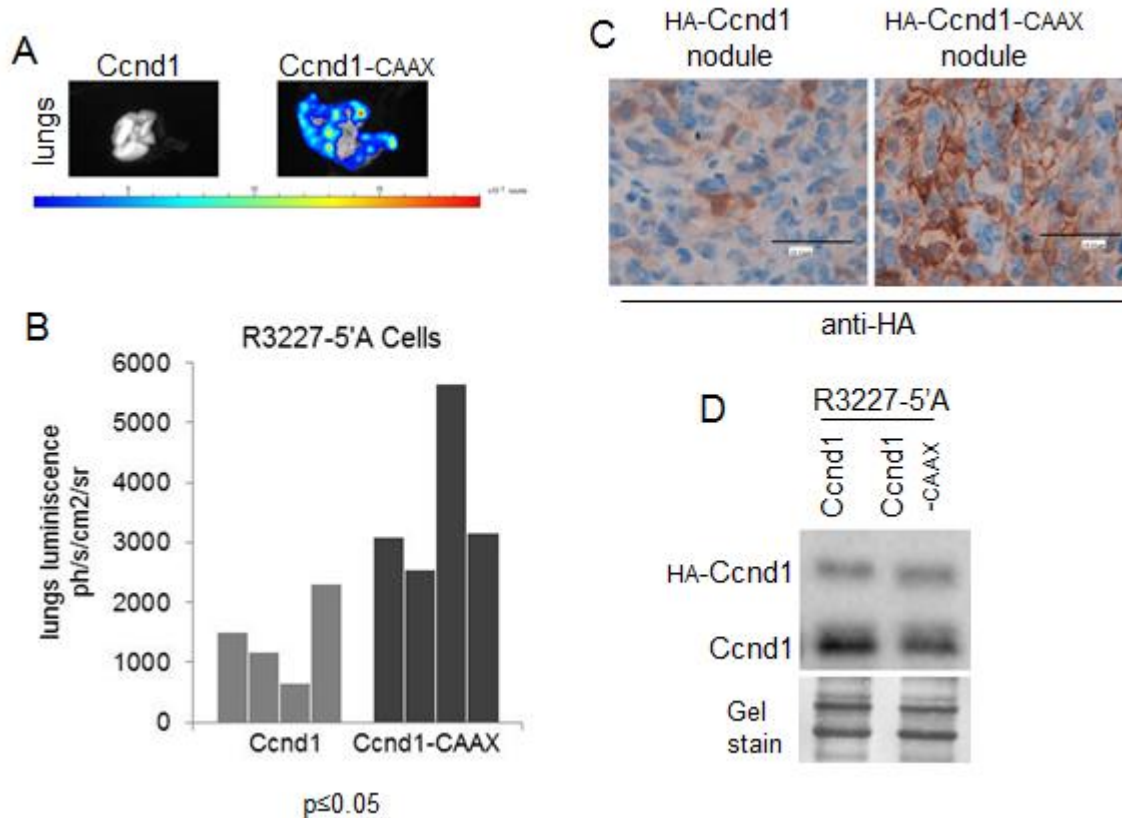 A
Ccnd1
Ccnd1-CAAX
lungs
B
R3227-5'A Cells
lungs luminiscence
ph/s/cm2/sr
6000
5000
4000
3000
2000
1000
0
Ccnd1
Ccnd1-CAAX
p≤0.05
C
HA-Ccnd1
nodule
HA-Ccnd1-CAAX
nodule
anti-HA
D
R3227-5'A
Ccnd1
Ccnd1
-CAAX
HA-Ccnd1
Ccnd1
Gel
stain